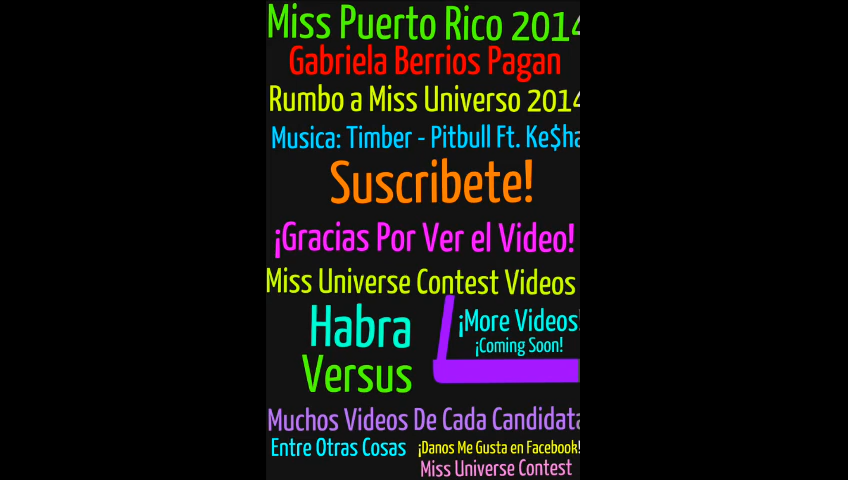 Miss Puerto Rico 2014
Gabriela Berrios Pagan
Rumbo a Miss Universo 2014
Musica: Timber - Pitbull Ft. Ke$ha
Suscribete!
¡Gracias Por Ver el Video!
Miss Universe Contest Videos
Habra
Versus
¡More Videos!
¡Coming Soon!
Muchos Videos De Cada Candidata
Entre Otras Cosas
¡Danos Me Gusta en Facebook!
Miss Universe Contest